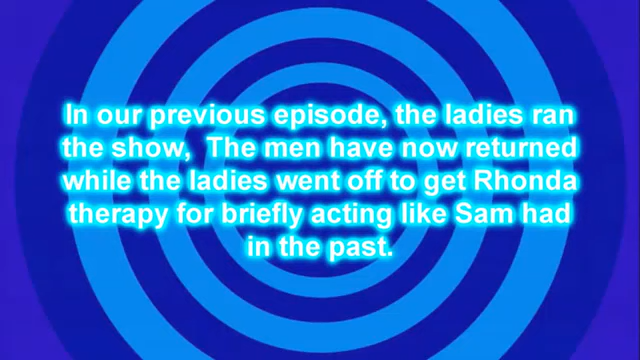 In our previous episode, the ladies ran
the show,  The men have now returned
while the ladies went off to get Rhonda
therapy for briefly acting like Sam had
in the past.